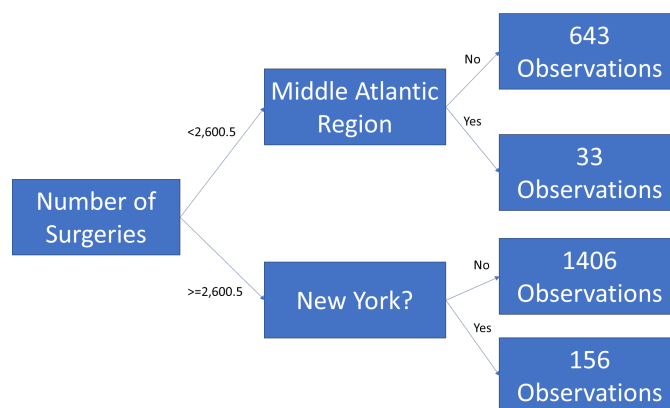 643
Observations
No
Middle Atlantic
Region
Yes
<2,600.5
33
Observations
Number of
Surgeries
1406
Observations
No
>=2,600.5
New York?
Yes
156
Observations